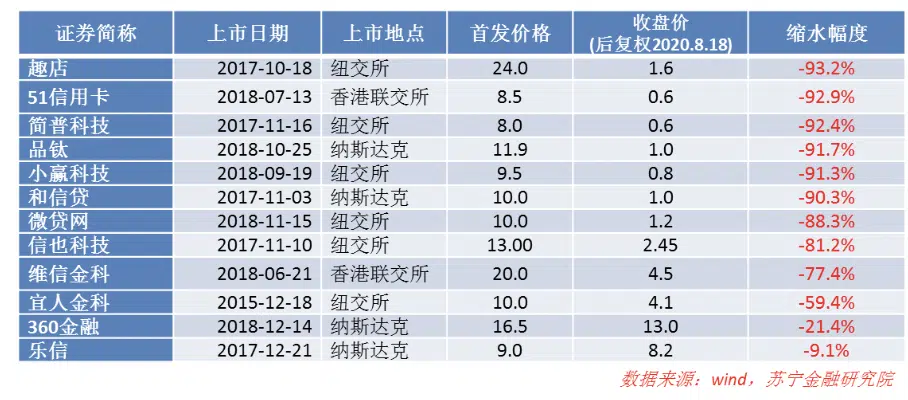 证券简称 上市日期 上市地点 首发价格 收盘价 (后复权2020.8.18) 缩水幅度
趣店 2017-10-18 纽交所 24.0 1.6 -93.2%
51信用卡 2018-07-13 香港联交所 8.5 0.6 -92.9%
简普科技 2017-11-16 纽交所 8.0 0.6 -92.4%
品钛 2018-10-25 纳斯达克 11.9 1.0 -91.7%
小赢科技 2018-09-19 纽交所 9.5 0.8 -91.3%
和信贷 2017-11-03 纳斯达克 10.0 1.0 -90.3%
微贷网 2018-11-15 纽交所 10.0 1.2 -88.3%
信也科技 2017-11-10 纽交所 13.00 2.45 -81.2%
维信金科 2018-06-21 香港联交所 20.0 4.5 -77.4%
宜人金科 2015-12-18 纽交所 10.0 4.1 -59.4%
360金融 2018-12-14 纳斯达克 16.5 13.0 -21.4%
乐信 2017-12-21 纳斯达克 9.0 8.2 -9.1%
数据来源：wind，苏宁金融研究院